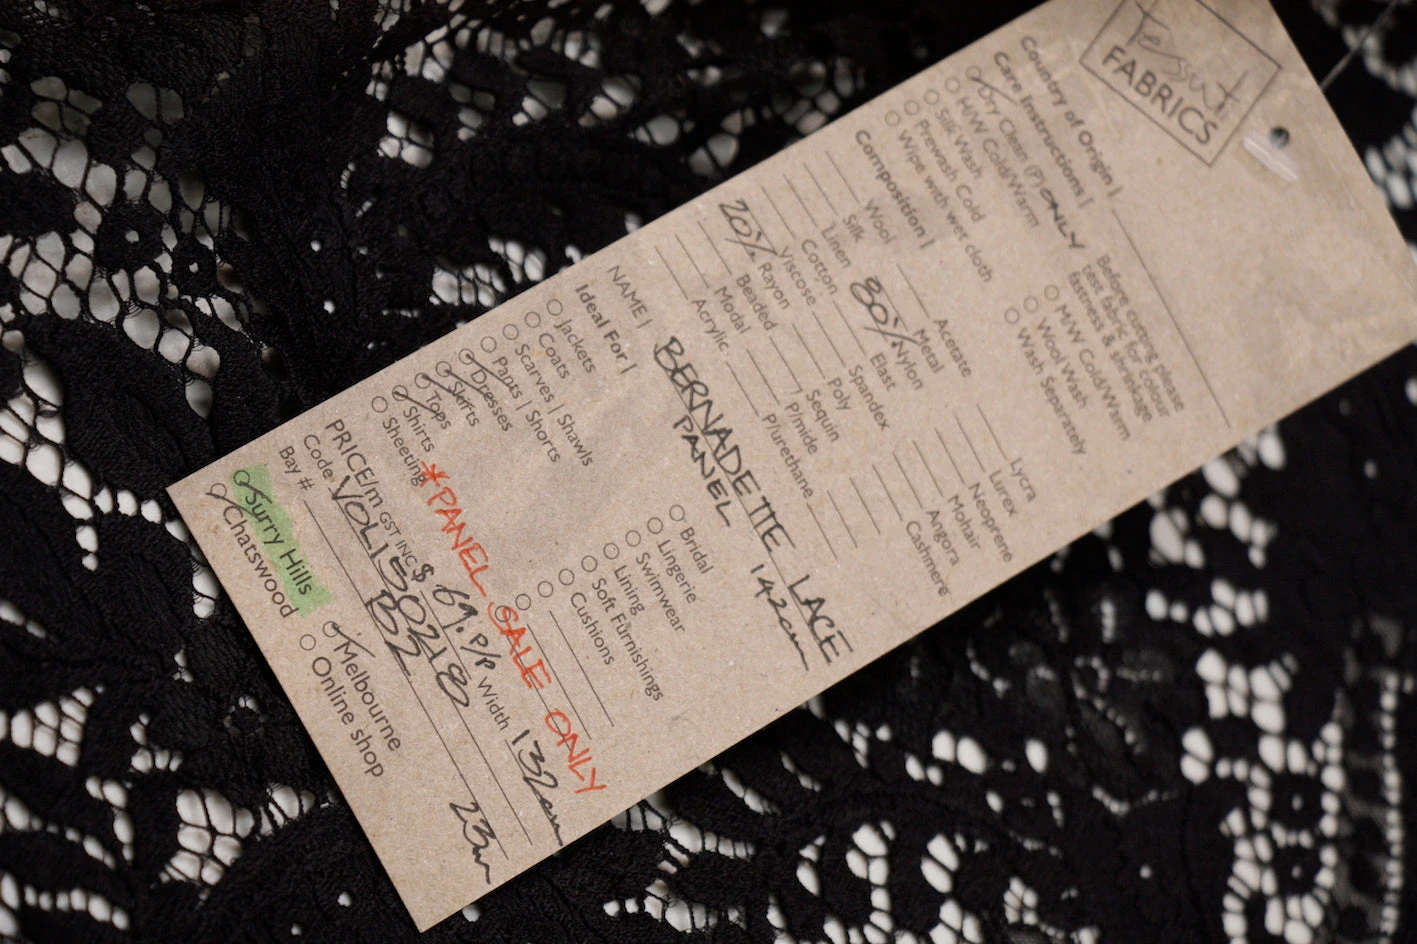 Tessuti
FABRICS
Country of Origin |
Care Instructions |
Dry Clean (P) ONLY
H/W Cold/Warm
Silk Wash
Prewash Cold
Wipe with wet cloth
Before cutting please
test fabric for colour
fastness & shrinkage
M/W Cold/Warm
Wool Wash
Wash Separately
Composition |
Wool
Silk
Linen
Cotton
Viscose
20% Rayon
Beaded
Modal
Acrylic
Acetate
Metal
80% Nylon
Elast
Spandex
Poly
Sequin
P/mide
P/urethane
Lycra
Lurex
Neoprene
Mohair
Angora
Cashmere
NAME | BERNADETTE LACE
PANEL 142cm
Ideal For |
Jackets
Coats
Scarves | Shawls
Pants | Shorts
Dresses
Skirts
Tops
Shirts
Sheeting
Bridal
Lingerie
Swimwear
Lining
Soft Furnishings
Cushions
*PANEL SALE ONLY
PRICE/m GST INC $ 69. P/P Width 132cm
Code VOLI302180
Bay # B2 23m
Surry Hills
Chatswood
Melbourne
Online shop